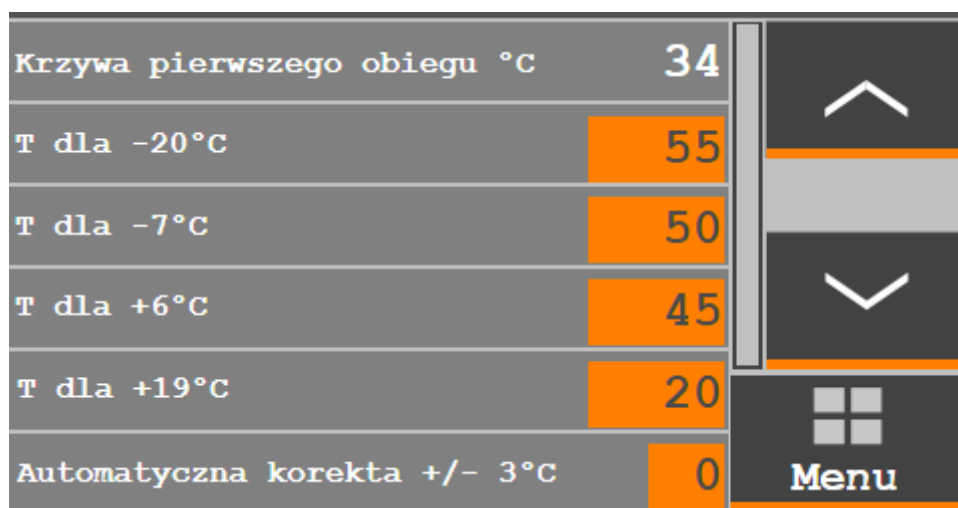 Krzywa pierwszego obiegu °C 34
T dla -20°C 55
T dla -7°C 50
T dla +6°C 45
T dla +19°C 20
Automatyczna korekta +/- 3°C 0
Menu